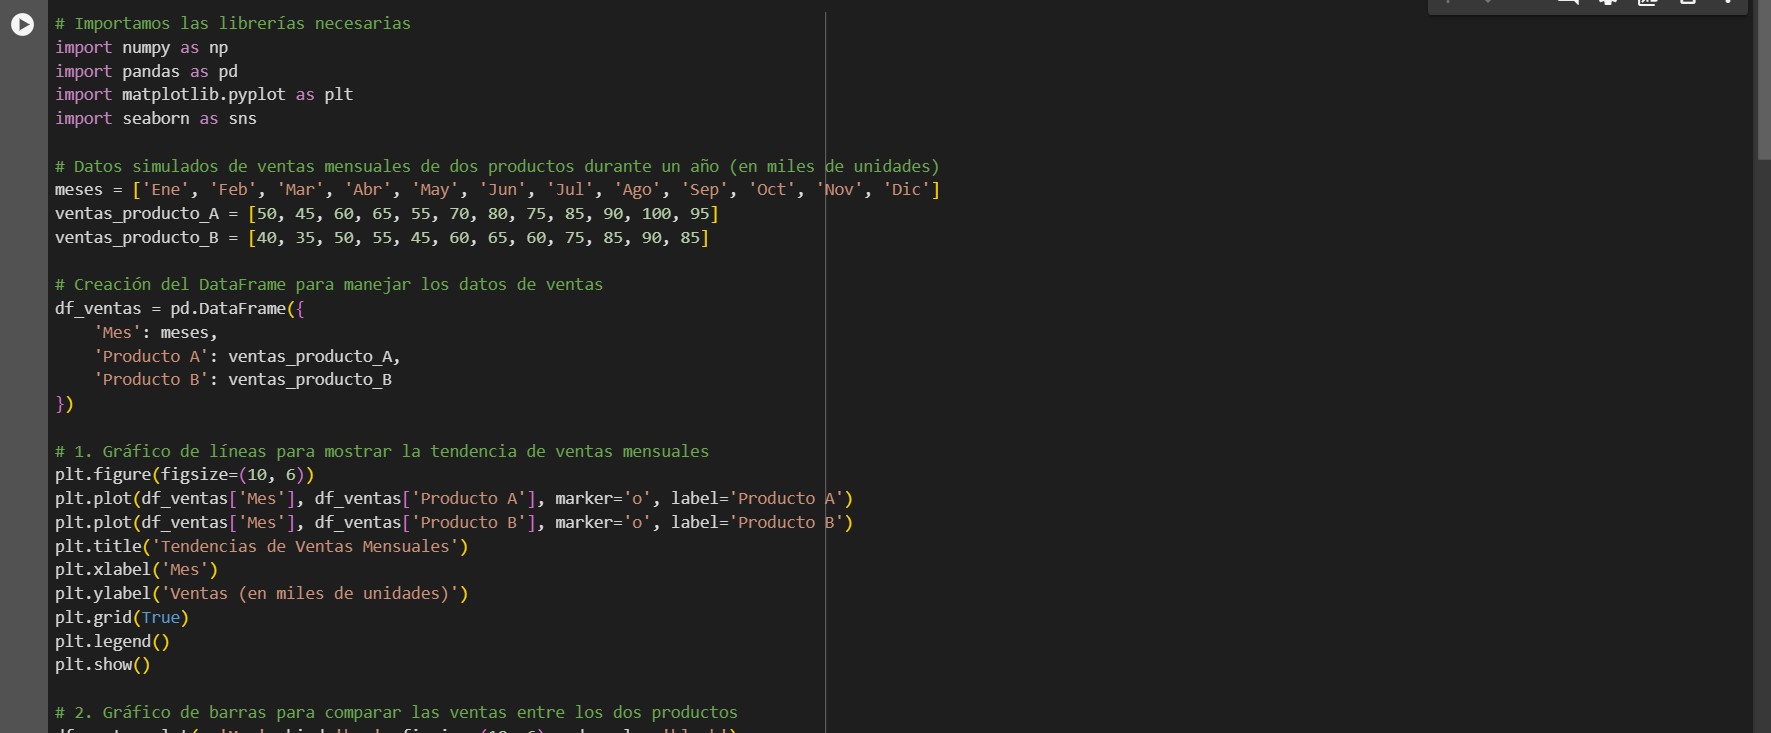 # Importamos las librerías necesarias
import numpy as np
import pandas as pd
import matplotlib.pyplot as plt
import seaborn as sns
# Datos simulados de ventas mensuales de dos productos durante un año (en miles de unidades)
meses = ['Ene', 'Feb', 'Mar', 'Abr', 'May', 'Jun', 'Jul', 'Ago', 'Sep', 'Oct', 'Nov', 'Dic']
ventas_producto_A = [50, 45, 60, 65, 55, 70, 80, 75, 85, 90, 100, 95]
ventas_producto_B = [40, 35, 50, 55, 45, 60, 65, 60, 75, 85, 90, 85]
# Creación del DataFrame para manejar los datos de ventas
df_ventas = pd.DataFrame({
    'Mes': meses,
    'Producto A': ventas_producto_A,
    'Producto B': ventas_producto_B
})
# 1. Gráfico de líneas para mostrar la tendencia de ventas mensuales
plt.figure(figsize=(10, 6))
plt.plot(df_ventas['Mes'], df_ventas['Producto A'], marker='o', label='Producto A')
plt.plot(df_ventas['Mes'], df_ventas['Producto B'], marker='o', label='Producto B')
plt.title('Tendencias de Ventas Mensuales')
plt.xlabel('Mes')
plt.ylabel('Ventas (en miles de unidades)')
plt.grid(True)
plt.legend()
plt.show()
# 2. Gráfico de barras para comparar las ventas entre los dos productos